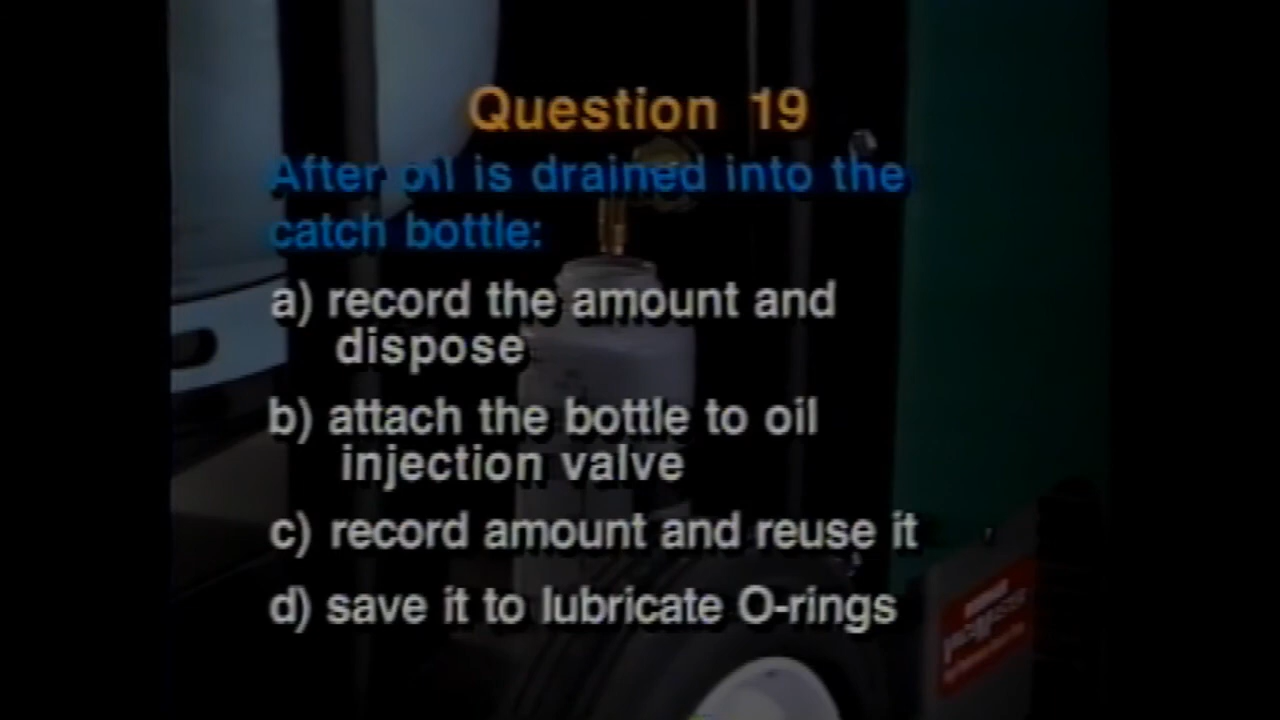 Question 19
After oil is drained into the
catch bottle:
a) record the amount and
dispose
b) attach the bottle to oil
injection valve
c) record amount and reuse it
d) save it to lubricate O-rings